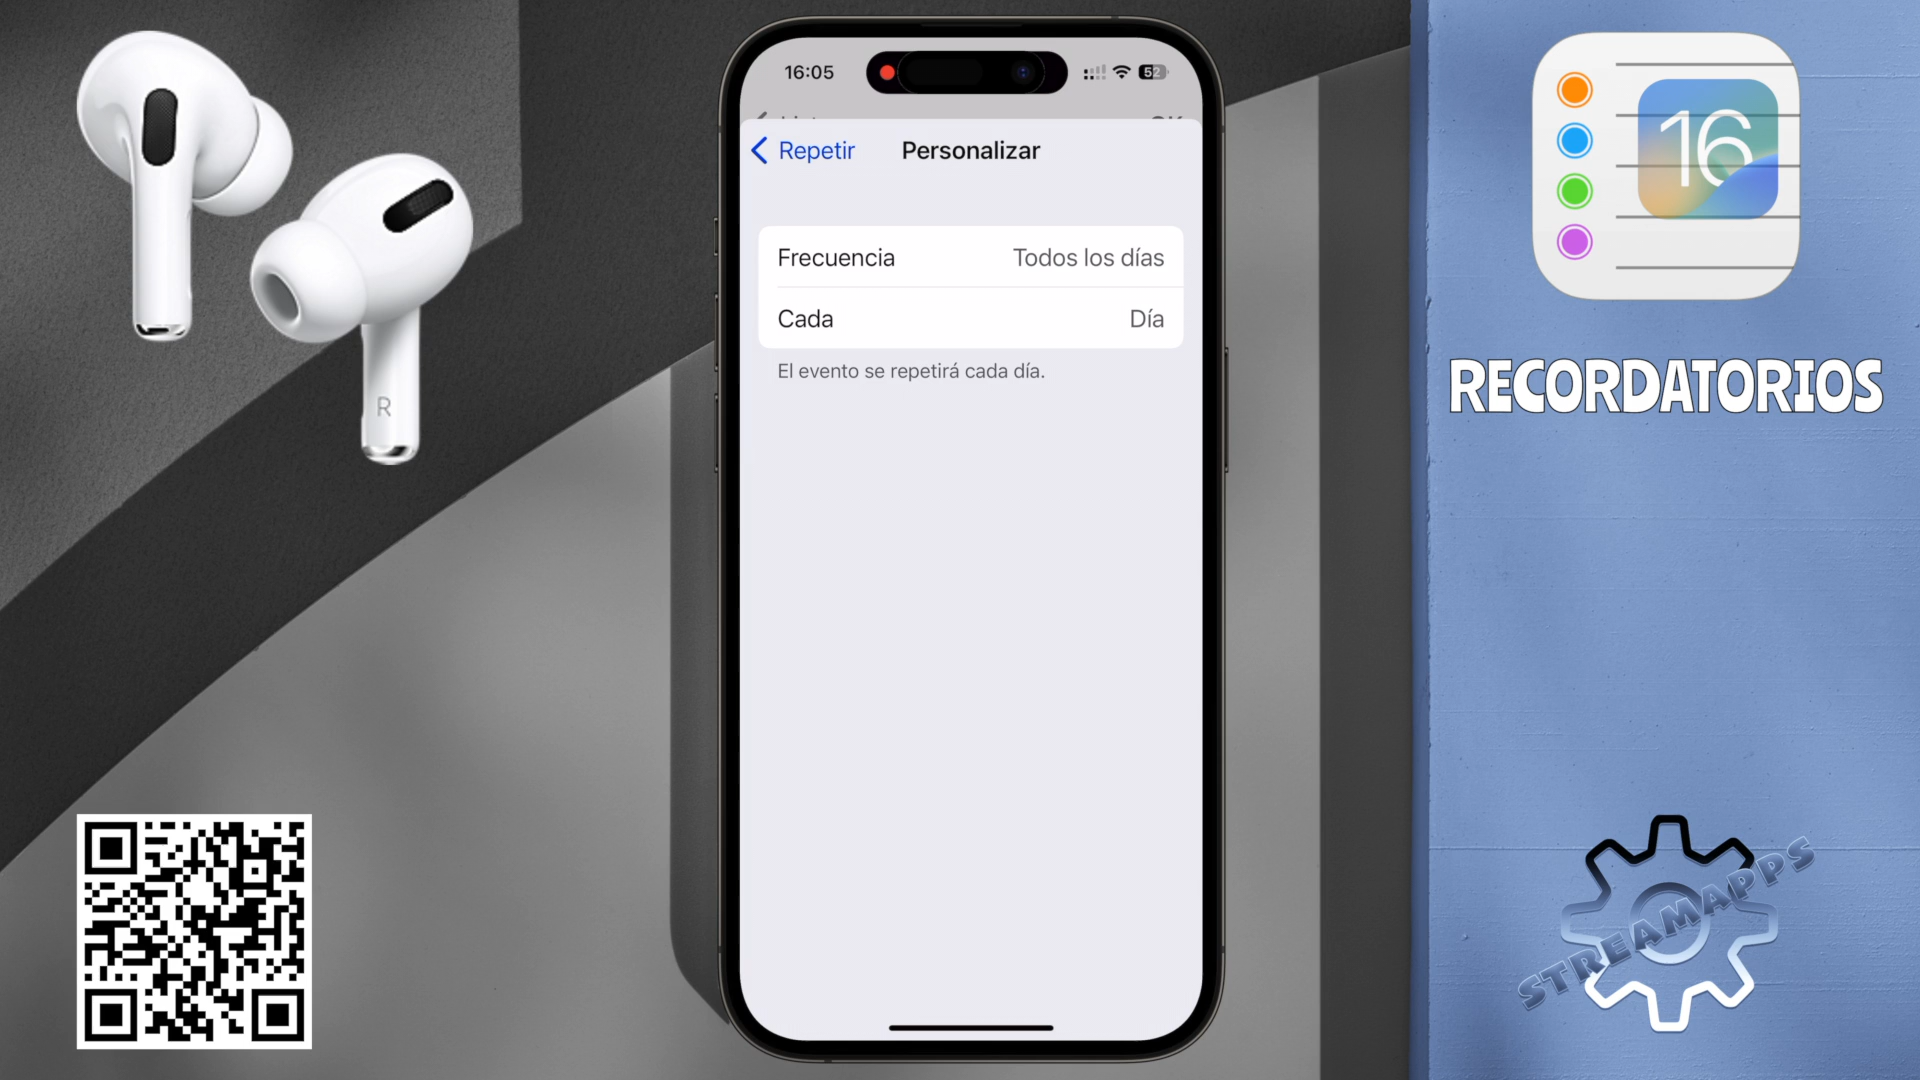 16:05
52
Repetir
Personalizar
Frecuencia
Todos los días
Cada
Día
El evento se repetirá cada día.
R
16
RECORDATORIOS
STREAMAPPS